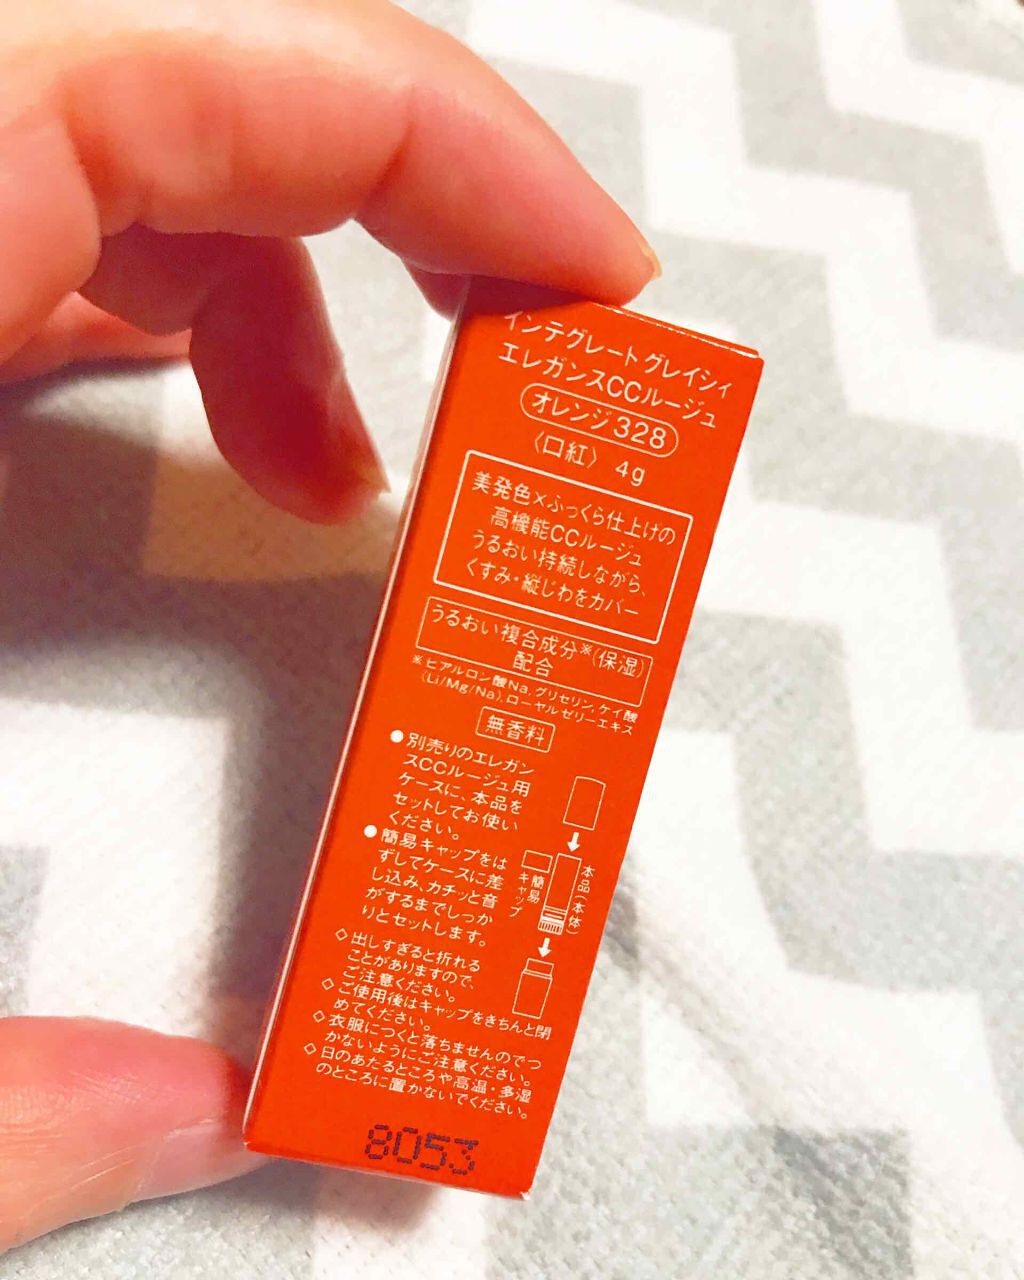 インテグレート グレイシィ
エレガンスCCルージュ
オレンジ328
〈口紅〉 4g
美発色×ふっくら仕上げの
高機能CCルージュ
うるおい持続しながら、
くすみ・縦じわをカバー
うるおい複合成分※(保湿)
配合
※ヒアルロン酸Na、グリセリン、ケイ酸
(Li/Mg/Na)、ローヤルゼリーエキス
無香料
●別売りのエレガン
スCCルージュ用
ケースに、本品を
セットしてお使い
ください。
●簡易キャップをは
ずしてケースに差
し込み、カチッと音
がするまでしっか
りとセットします。
簡易
キャップ
本品(本体)
◇出しすぎると折れる
ことがありますので、
ご注意ください。
◇ご使用後はキャップをきちんと閉
めてください。
◇衣服につくと落ちませんのでつ
かないようにご注意ください。
◇日のあたるところや高温・多湿
のところに置かないでください。
8053